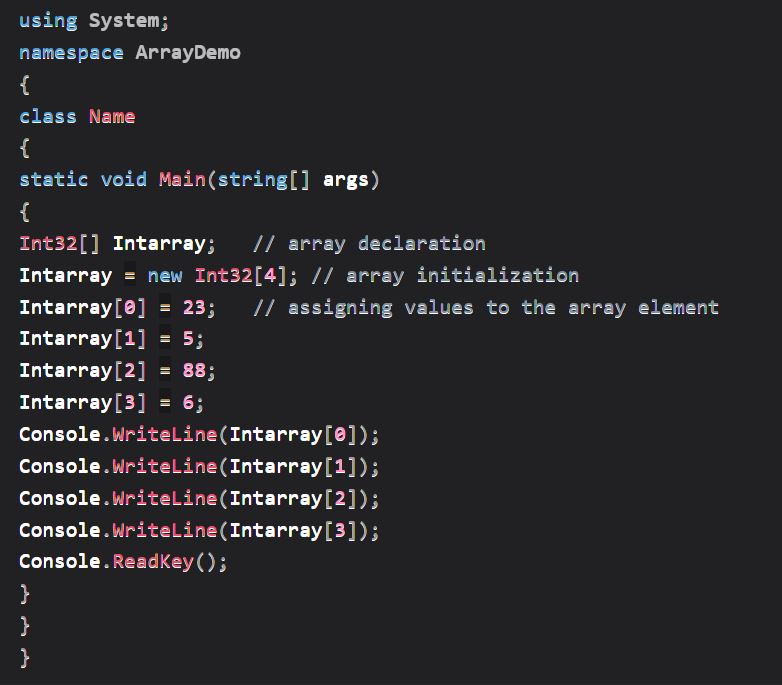 using System;
namespace ArrayDemo
{
class Name
{
static void Main(string[] args)
{
Int32[] Intarray;   // array declaration
Intarray = new Int32[4]; // array initialization
Intarray[0] = 23;   // assigning values to the array element
Intarray[1] = 5;
Intarray[2] = 88;
Intarray[3] = 6;
Console.WriteLine(Intarray[0]);
Console.WriteLine(Intarray[1]);
Console.WriteLine(Intarray[2]);
Console.WriteLine(Intarray[3]);
Console.ReadKey();
}
}
}